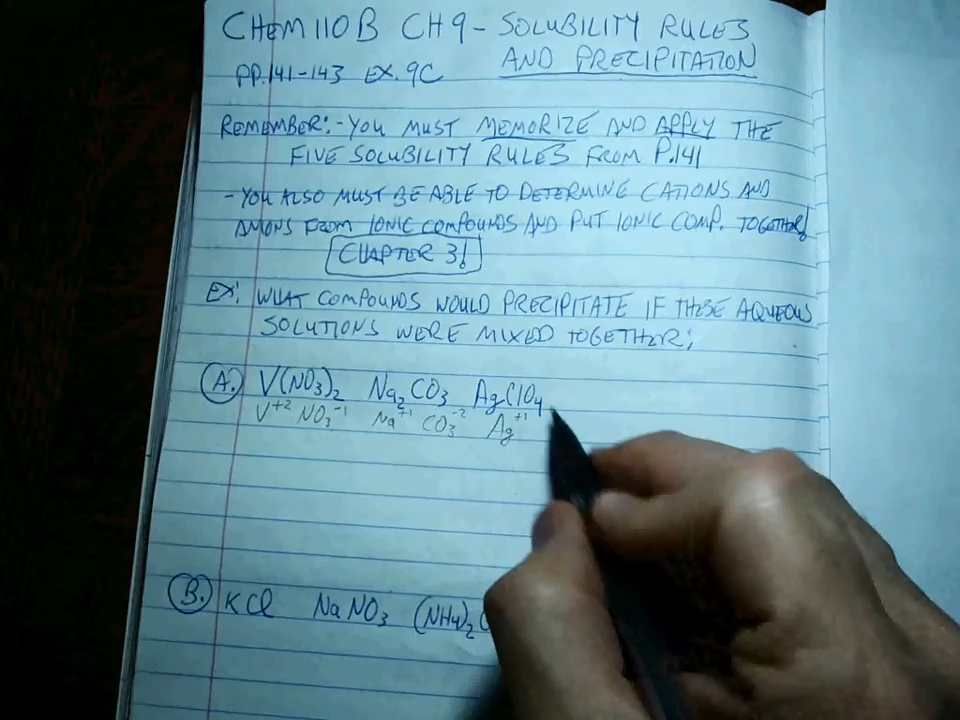 CHEM 110B CH 9 - SOLUBILITY RULES
AND PRECIPITATION
PP.141-143 EX. 9C
REMEMBER: - YOU MUST MEMORIZE AND APPLY THE
FIVE SOLUBILITY RULES FROM P.141
- YOU ALSO MUST BE ABLE TO DETERMINE CATIONS AND
ANIONS FROM IONIC COMPOUNDS AND PUT IONIC COMP. TOGETHER!
CHAPTER 3!
EX: WHAT COMPOUNDS WOULD PRECIPITATE IF THESE AQUEOUS
SOLUTIONS WERE MIXED TOGETHER:
A. V(NO3)2 Na2CO3 AgClO4
V+2 NO3-1 Na+1 CO3-2 Ag+1
B. KCl NaNO3 (NH4)2